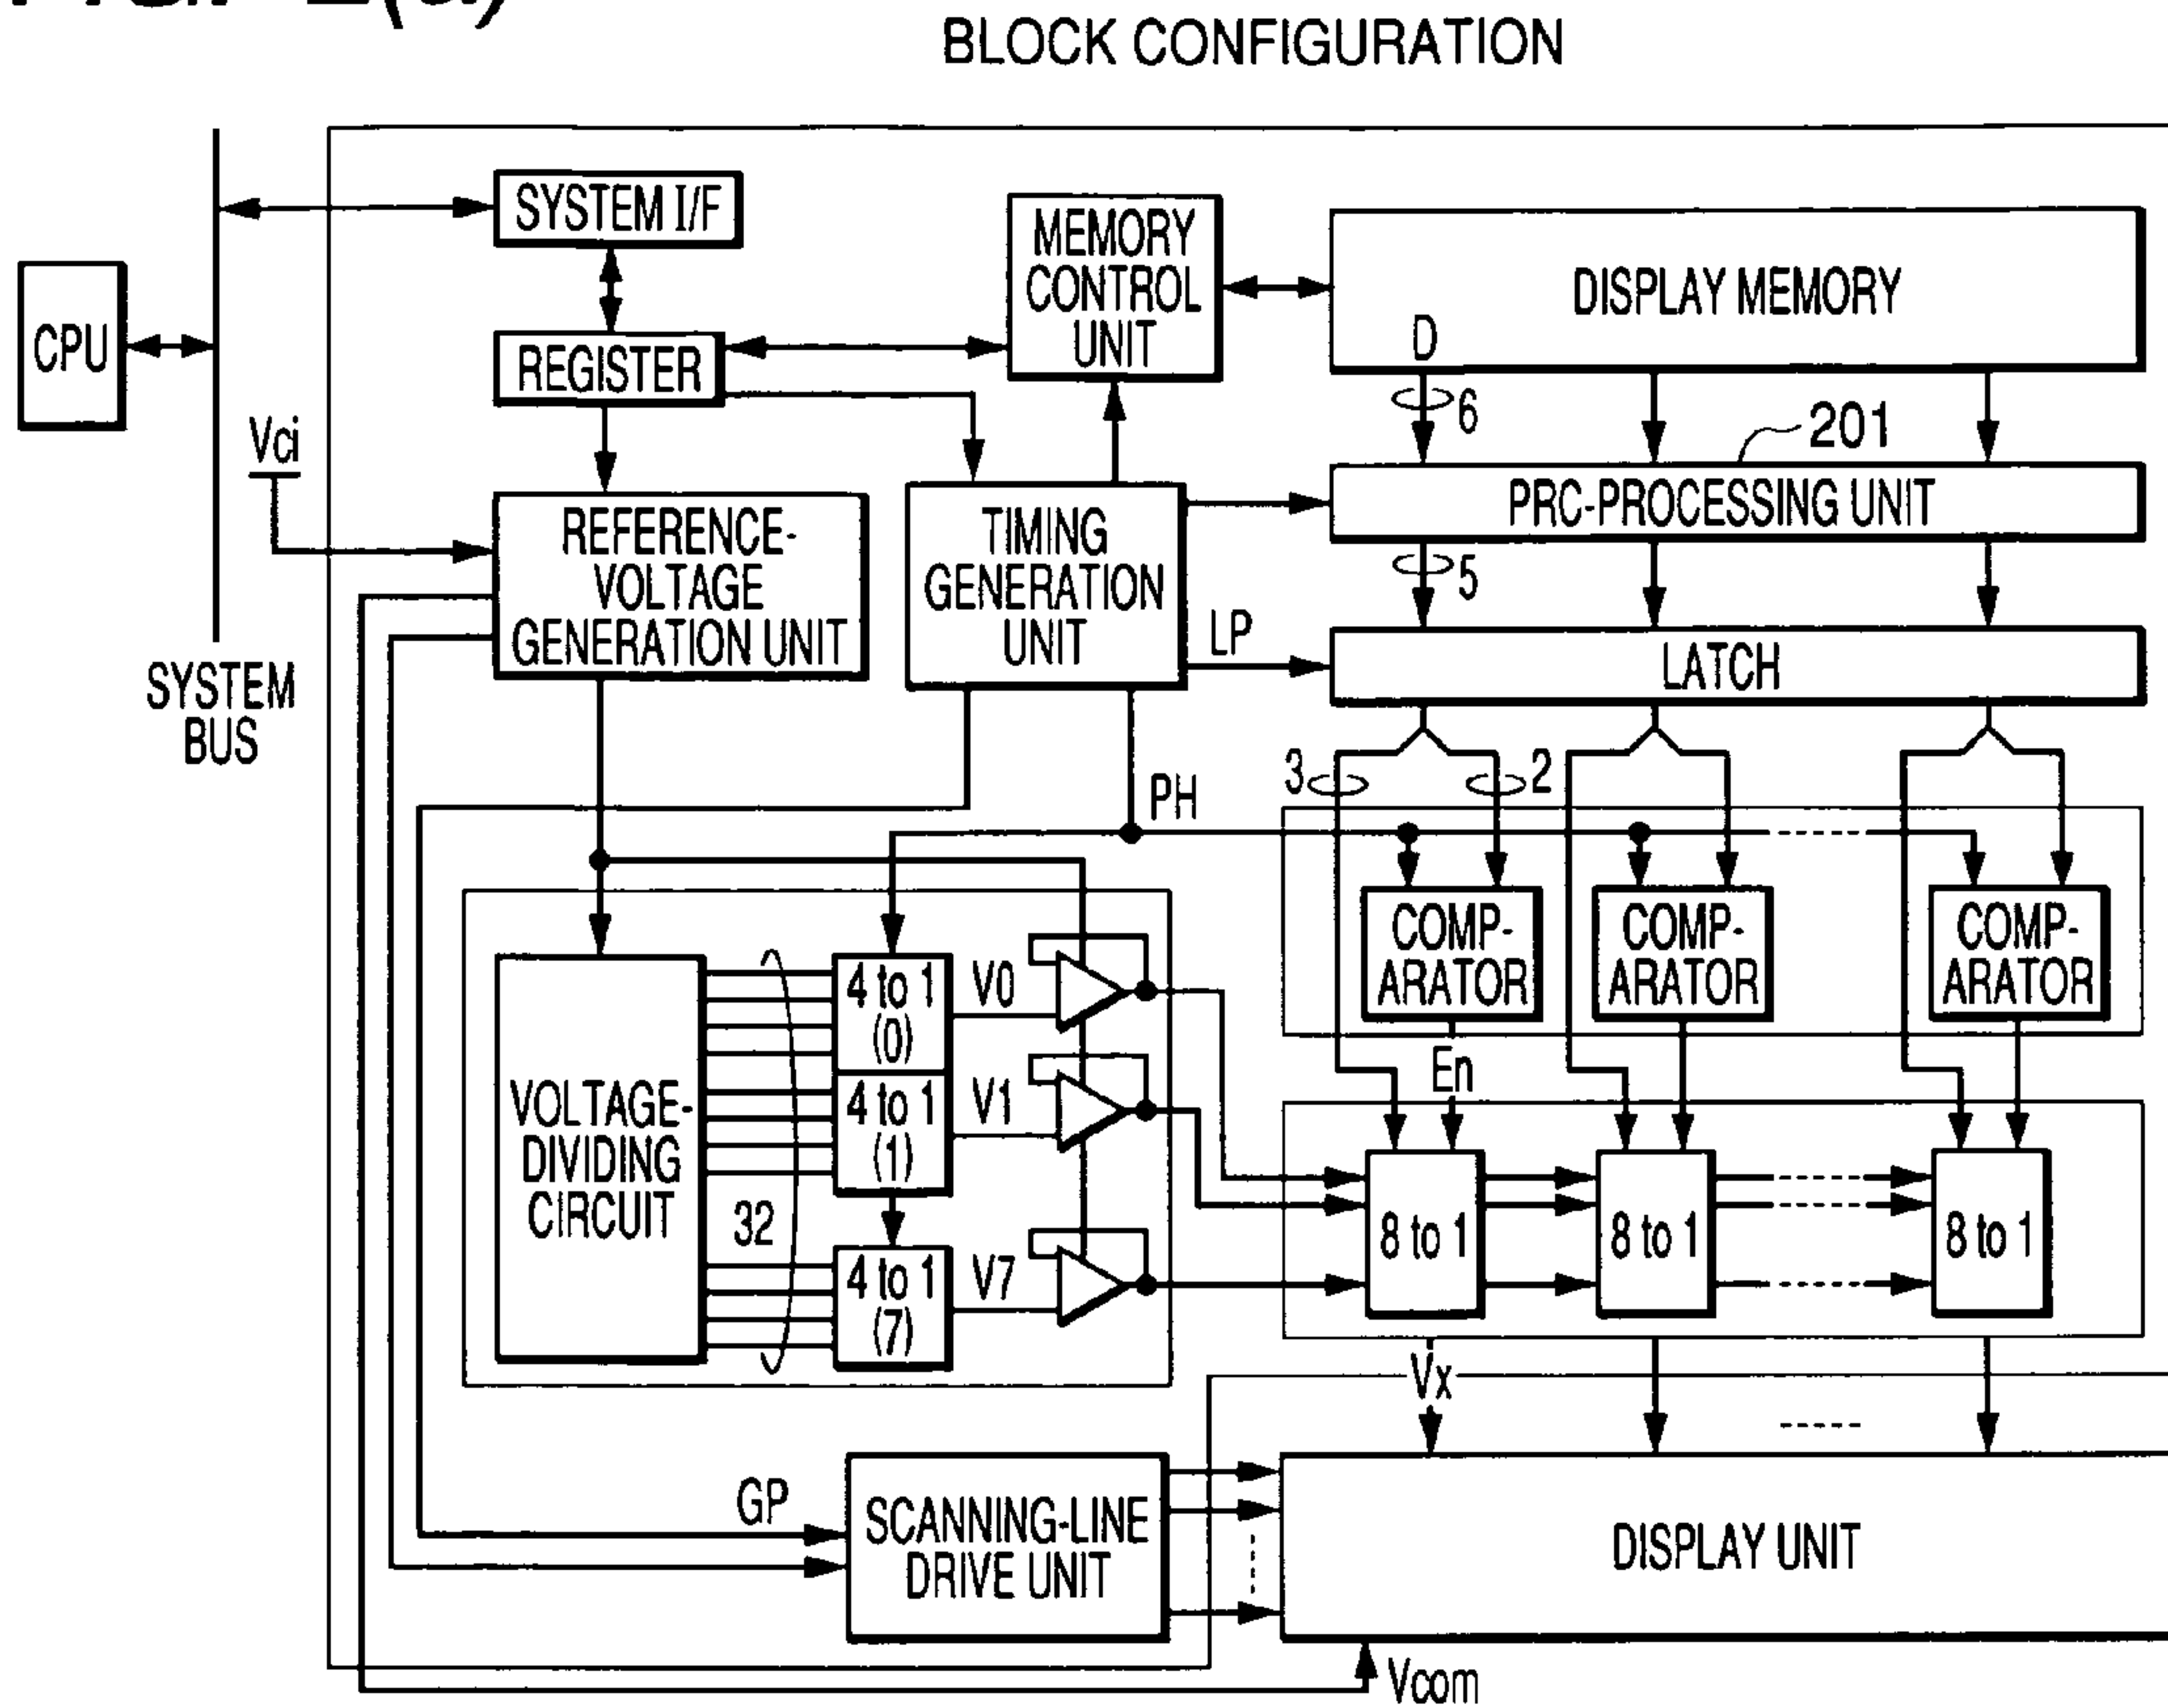 BLOCK CONFIGURATION
SYSTEM I/F
MEMORY
CONTROL
UNIT
DISPLAY MEMORY
D
CPU
REGISTER
6
201
Vci
PRC-PROCESSING UNIT
REFERENCE-
VOLTAGE
GENERATION UNIT
TIMING
GENERATION
UNIT
5
LP
LATCH
SYSTEM
BUS
3
2
PH
COMP-
ARATOR
COMP-
ARATOR
COMP-
ARATOR
4 to 1
(0)
V0
En
VOLTAGE-
DIVIDING
CIRCUIT
4 to 1
(1)
V1
32
8 to 1
8 to 1
8 to 1
4 to 1
(7)
V7
Vx
GP
SCANNING-LINE
DRIVE UNIT
DISPLAY UNIT
Vcom